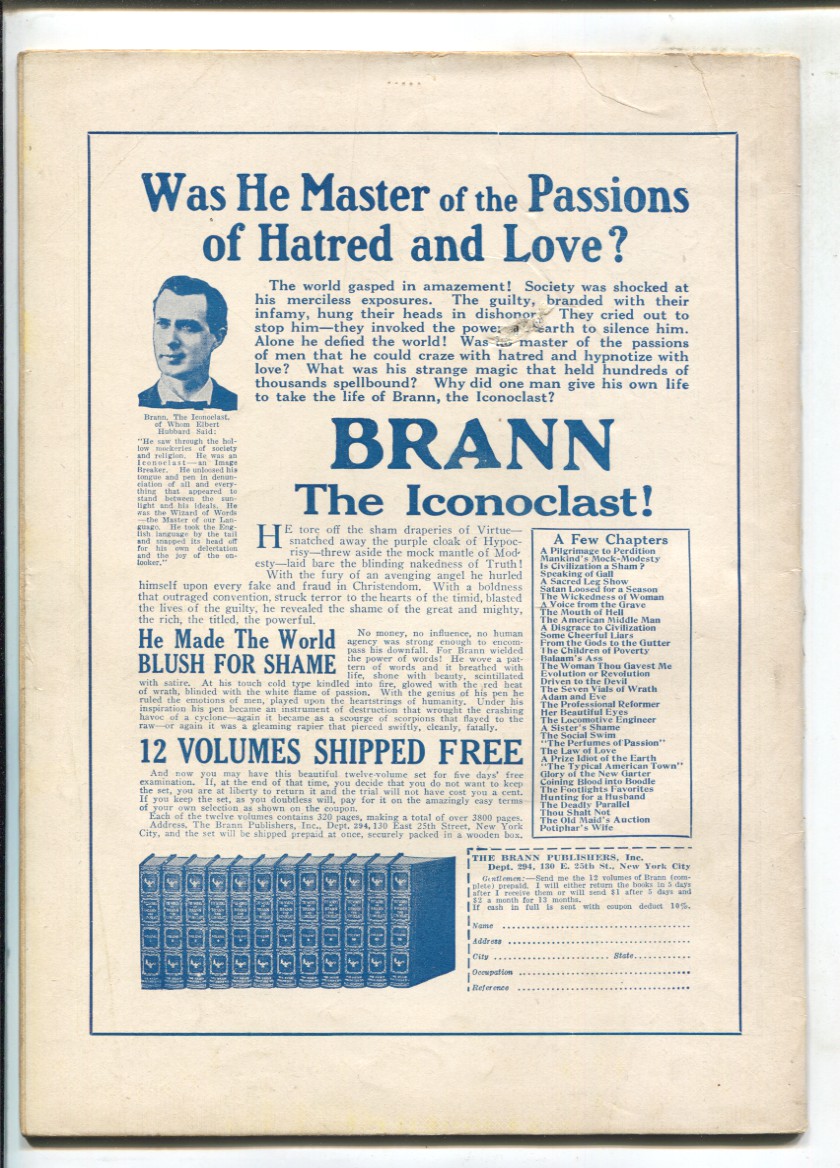 Was He Master of the Passions
of Hatred and Love?
The world gasped in amazement! Society was shocked at
his merciless exposures. The guilty, branded with their
infamy, hung their heads in dishonor. They cried out to
stop him—they invoked the power earth to silence him.
Alone he defied the world! Was master of the passions
of men that he could craze with hatred and hypnotize with
love? What was his strange magic that held hundreds of
thousands spellbound? Why did one man give his own life
to take the life of Brann, the Iconoclast?
Brann, The Iconoclast,
of Whom Elbert
Hubbard Said:
"He saw through the hol-
low mockeries of society
and religion. He was an
Iconoclast—an Image
Breaker. He unloosed his
tongue and pen in denun-
ciation of all and every-
thing that appeared to
stand between the sun-
light and his ideals. He
was the Wizard of Words
—the Master of our Lan-
guage. He took the Eng-
lish language by the tail
and snapped its head off
for his own delectation
and the joy of the on-
looker."
BRANN
The Iconoclast!
HE tore off the sham draperies of Virtue—
snatched away the purple cloak of Hypoc-
risy—threw aside the mock mantle of Mod-
esty—laid bare the blinding nakedness of Truth!
With the fury of an avenging angel he hurled
himself upon every fake and fraud in Christendom. With a boldness
that outraged convention, struck terror to the hearts of the timid, blasted
the lives of the guilty, he revealed the shame of the great and mighty,
the rich, the titled, the powerful.
He Made The World
BLUSH FOR SHAME
No money, no influence, no human
agency was strong enough to encom-
pass his downfall. For Brann wielded
the power of words! He wove a pat-
tern of words and it breathed with
life, shone with beauty, scintillated
with satire. At his touch cold type kindled into fire, glowed with the red heat
of wrath, blinded with the white flame of passion. With the genius of his pen he
ruled the emotions of men, played upon the heartstrings of humanity. Under his
inspiration his pen became an instrument of destruction that wrought the crashing
havoc of a cyclone—again it became as a scourge of scorpions that flayed to the
raw—or again it was a gleaming rapier that pierced swiftly, cleanly, fatally.
12 VOLUMES SHIPPED FREE
And now you may have this beautiful twelve-volume set for five days' free
examination. If, at the end of that time, you decide that you do not want to keep
the set, you are at liberty to return it and the trial will not have cost you a cent.
If you keep the set, as you doubtless will, pay for it on the amazingly easy terms
of your own selection as shown on the coupon.
Each of the twelve volumes contains 320 pages, making a total of over 3800 pages.
Address, The Brann Publishers, Inc., Dept. 294, 130 East 25th Street, New York
City, and the set will be shipped prepaid at once, securely packed in a wooden box.
A Few Chapters
A Pilgrimage to Perdition
Mankind's Mock-Modesty
Is Civilization a Sham?
Speaking of Gall
A Sacred Leg Show
Satan Loosed for a Season
The Wickedness of Woman
A Voice from the Grave
The Mouth of Hell
The American Middle Man
A Disgrace to Civilization
Some Cheerful Liars
From the Gods to the Gutter
The Children of Poverty
Balaam's Ass
The Woman Thou Gavest Me
Evolution or Revolution
Driven to the Devil
The Seven Vials of Wrath
Adam and Eve
The Professional Reformer
Her Beautiful Eyes
The Locomotive Engineer
A Sister's Shame
The Social Swim
"The Perfumes of Passion"
The Law of Love
A Prize Idiot of the Earth
"The Typical American Town"
Glory of the New Garter
Coining Blood into Boodle
The Footlights Favorites
Hunting for a Husband
The Deadly Parallel
Thou Shalt Not
The Old Maid's Auction
Potiphar's Wife
THE BRANN PUBLISHERS, Inc.
Dept. 294, 130 E. 25th St., New York City
Gentlemen:—Send me the 12 volumes of Brann (com-
plete) prepaid. I will either return the books in 5 days
after I receive them or will send $1 after 5 days and
$2 a month for 13 months.
If cash in full is sent with coupon deduct 10%.
Name
Address
City State
Occupation
Reference